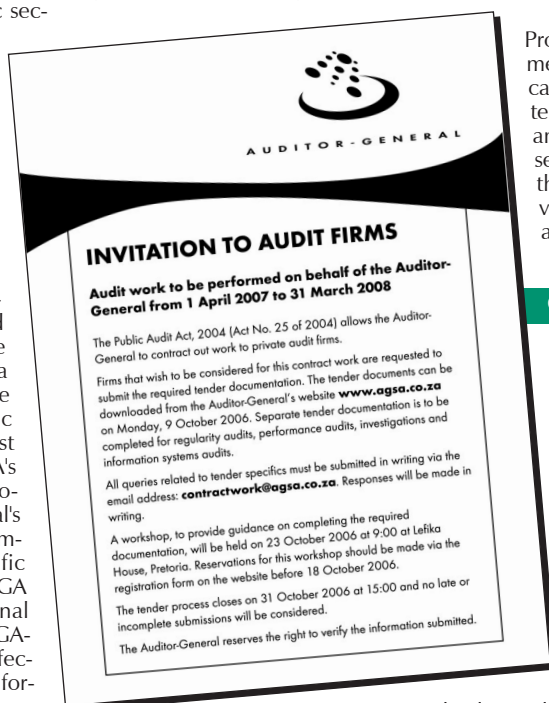 AUDITOR-GENERAL
INVITATION TO AUDIT FIRMS
Audit work to be performed on behalf of the Auditor-
General from 1 April 2007 to 31 March 2008
The Public Audit Act, 2004 (Act No. 25 of 2004) allows the Auditor-
General to contract out work to private audit firms.
Firms that wish to be considered for this contract work are requested to
submit the required tender documentation. The tender documents can be
downloaded from the Auditor-General's website www.agsa.co.za
on Monday, 9 October 2006. Separate tender documentation is to be
completed for regularity audits, performance audits, investigations and
information systems audits.
All queries related to tender specifics must be submitted in writing via the
email address: contractwork@agsa.co.za. Responses will be made in
writing.
A workshop, to provide guidance on completing the required
documentation, will be held on 23 October 2006 at 9:00 at Lefika
House, Pretoria. Reservations for this workshop should be made via the
registration form on the website before 18 October 2006.
The tender process closes on 31 October 2006 at 15:00 and no late or
incomplete submissions will be considered.
The Auditor-General reserves the right to verify the information submitted.